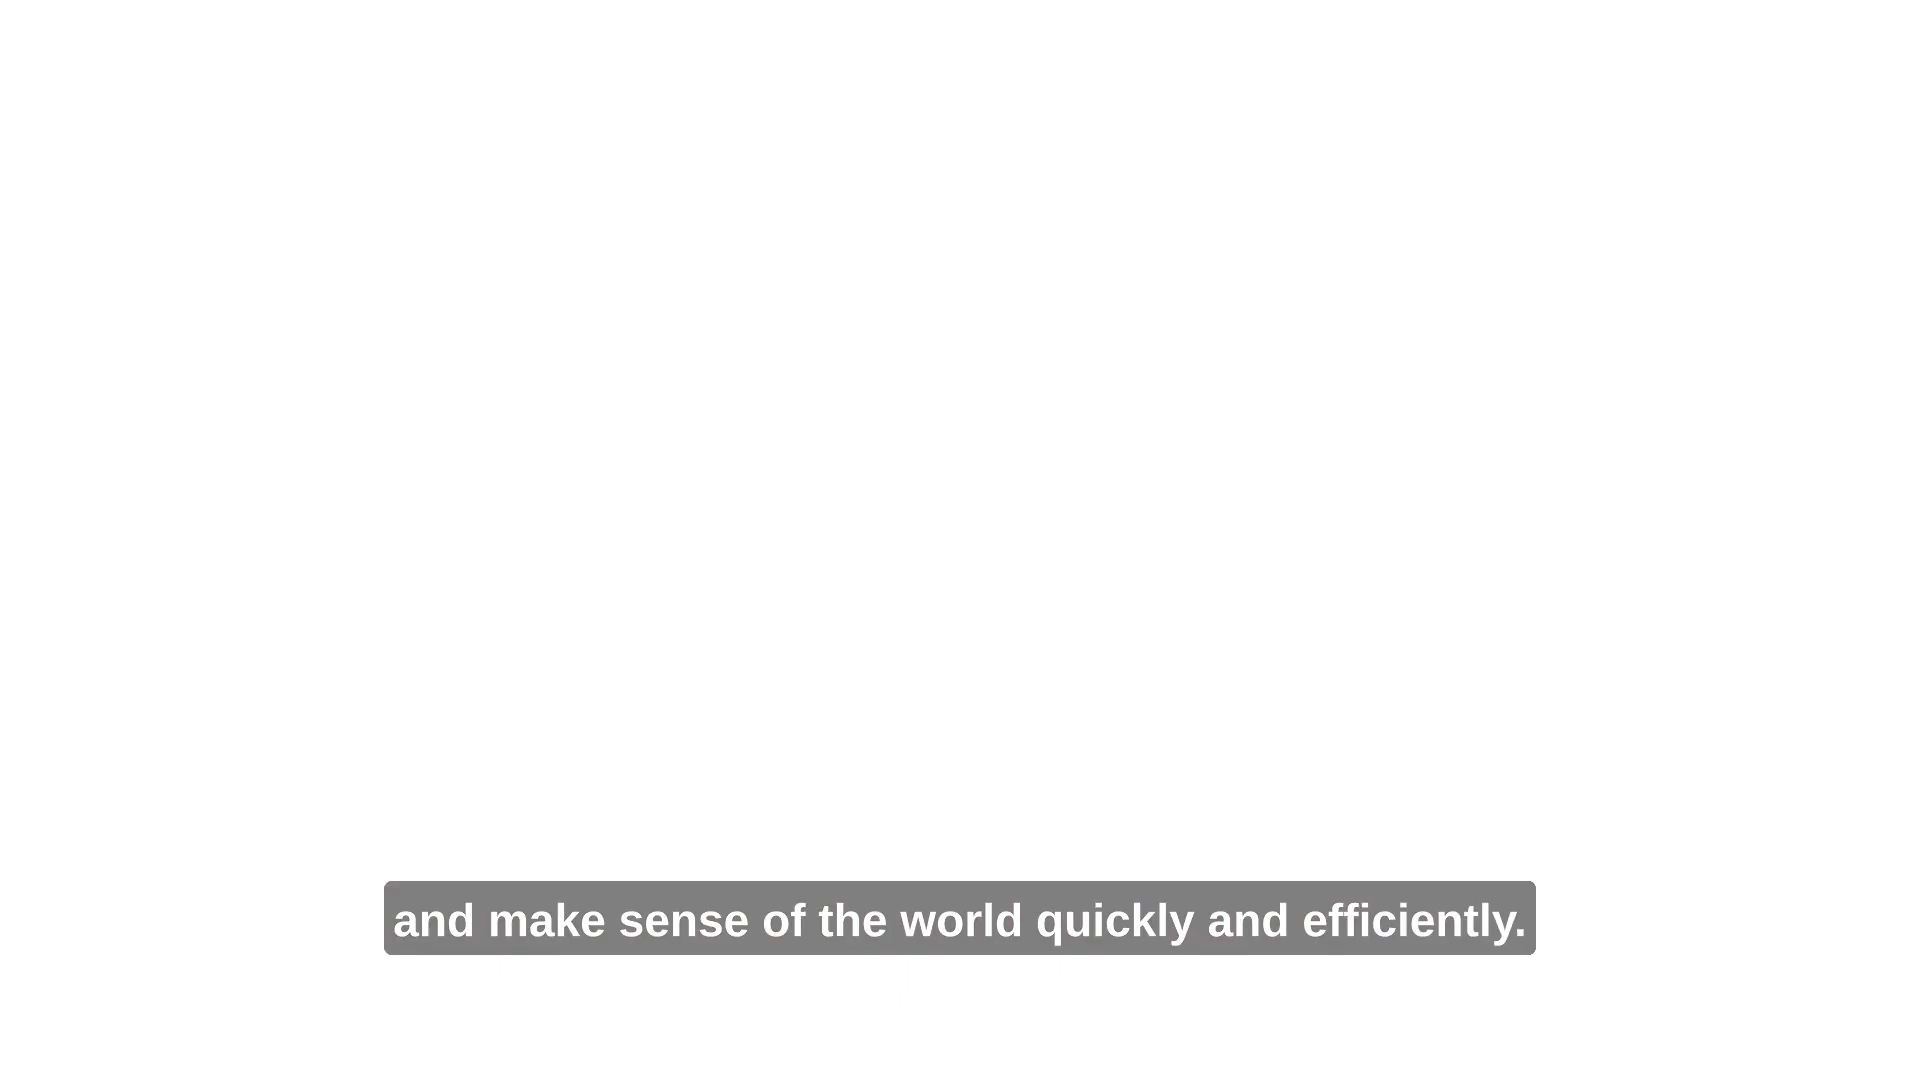 and make sense of the world quickly and efficiently.